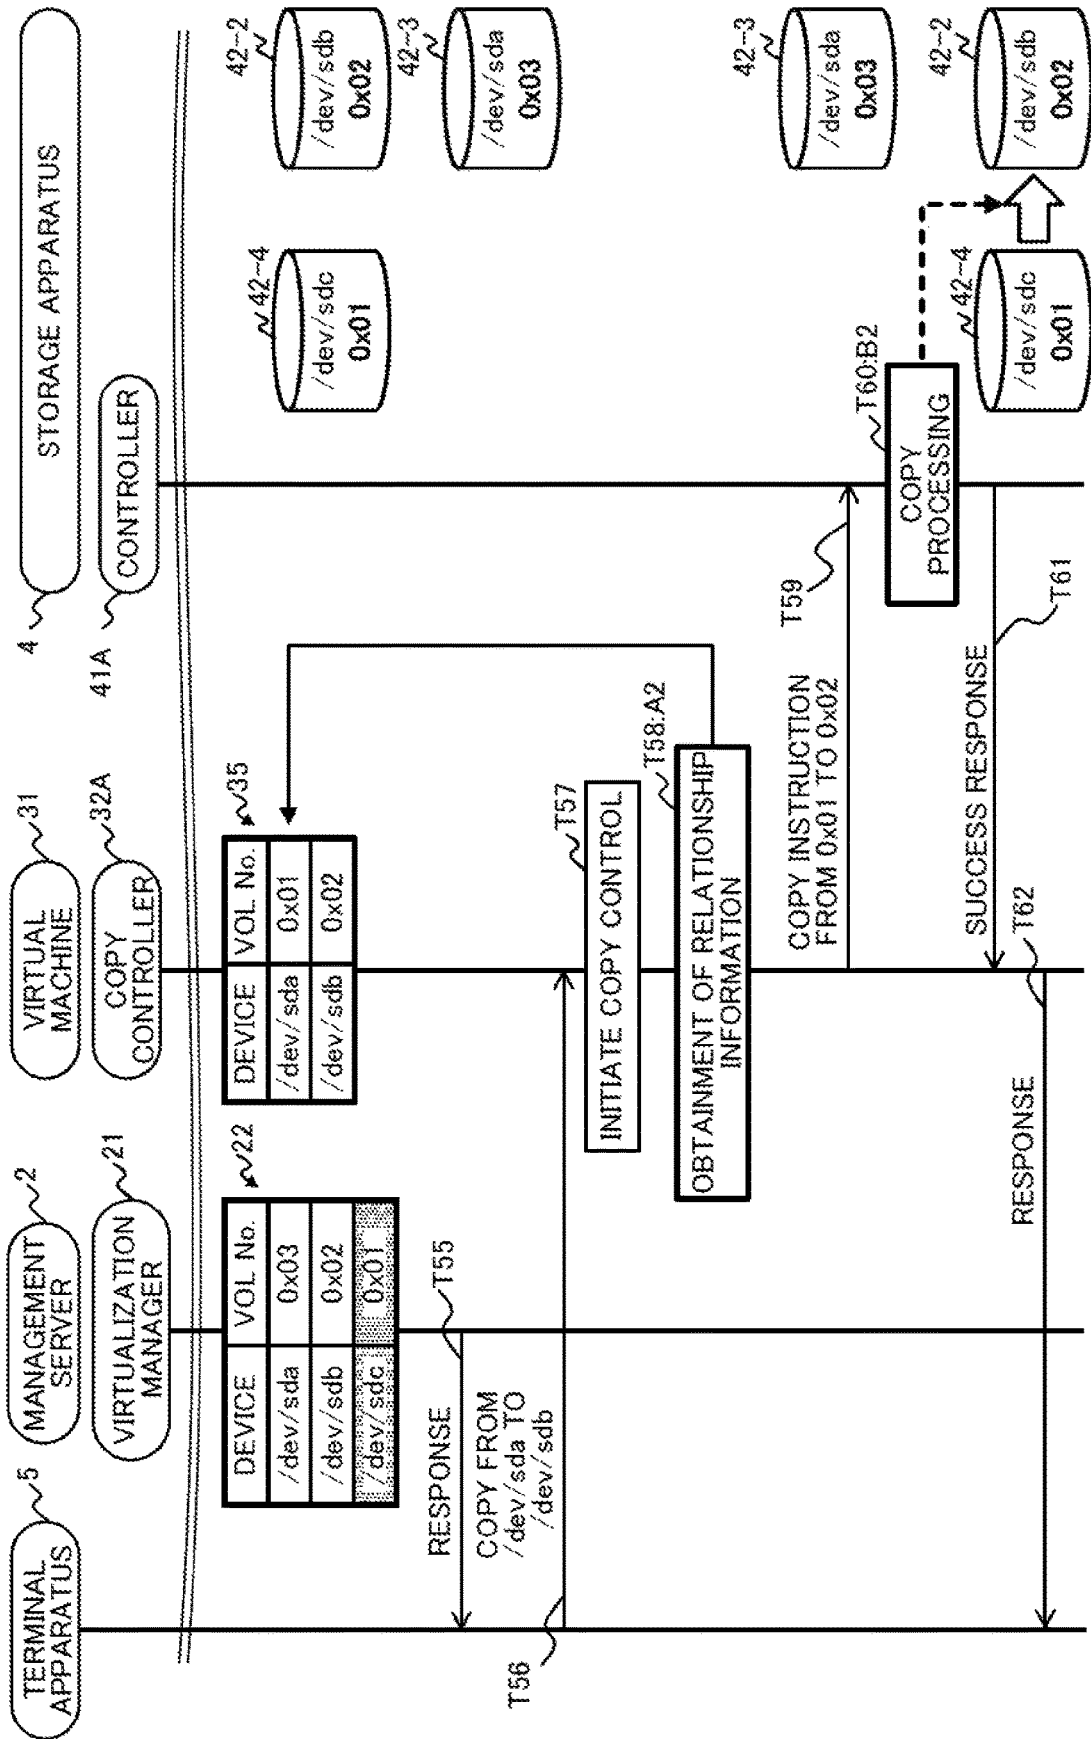 TERMINAL
APPARATUS
5
MANAGEMENT
SERVER
2
VIRTUAL
MACHINE
31
STORAGE APPARATUS
4
VIRTUALIZATION
MANAGER
21
COPY
CONTROLLER
32A
CONTROLLER
41A
DEVICE VOL No.
/dev/sda 0x03
/dev/sdb 0x02
/dev/sdc 0x01
22
DEVICE VOL No.
/dev/sda 0x01
/dev/sdb 0x02
35
42-4
/dev/sdc
0x01
42-2
/dev/sdb
0x02
42-3
/dev/sda
0x03
RESPONSE
T55
COPY FROM
/dev/sda TO
/dev/sdb
T56
INITIATE COPY CONTROL
T57
OBTAINMENT OF RELATIONSHIP
INFORMATION
T58:A2
COPY INSTRUCTION
FROM 0x01 TO 0x02
T59
42-3
/dev/sda
0x03
COPY
PROCESSING
T60:B2
42-4
/dev/sdc
0x01
42-2
/dev/sdb
0x02
SUCCESS RESPONSE
T61
RESPONSE
T62